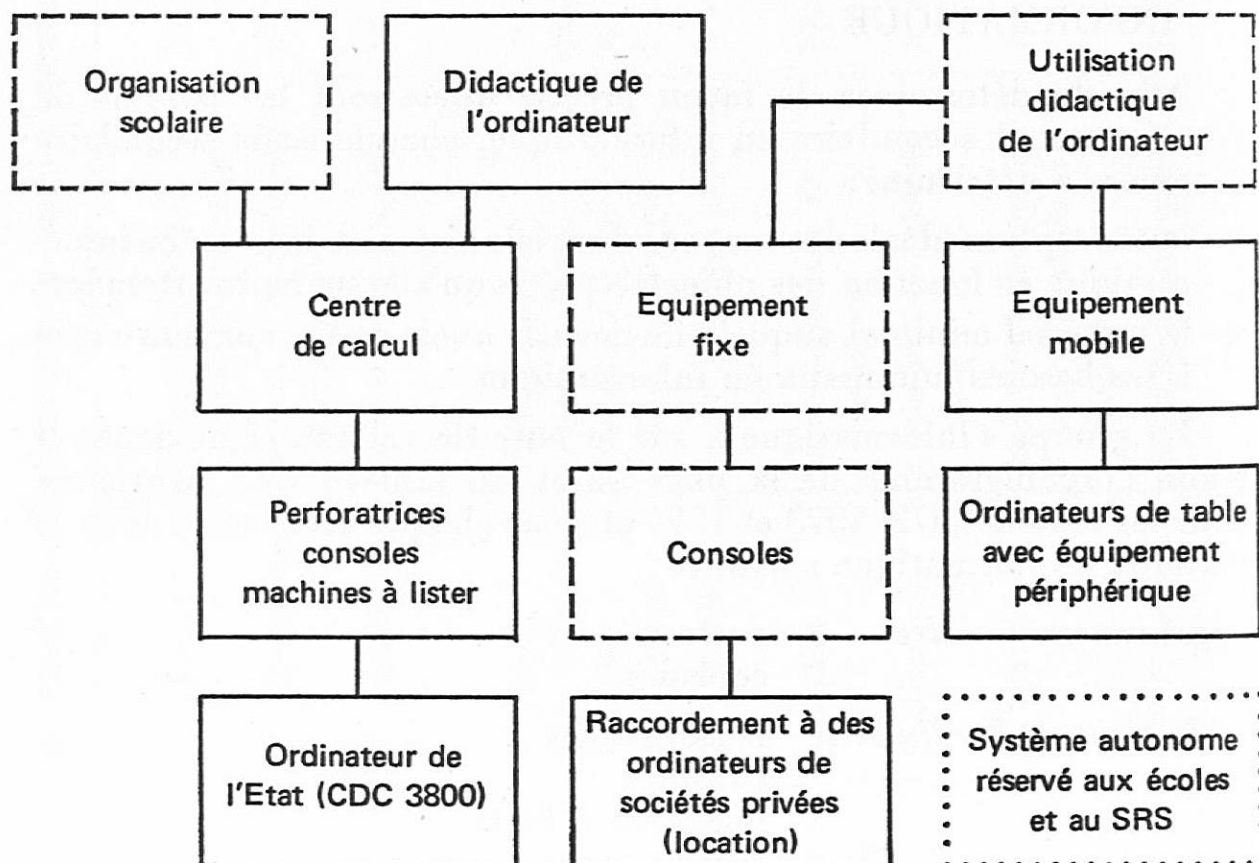 Organisation
scolaire
Didactique de
l'ordinateur
Utilisation
didactique
de l'ordinateur
Centre
de calcul
Equipement
fixe
Equipement
mobile
Perforatrices
consoles
machines à lister
Consoles
Ordinateurs de table
avec équipement
périphérique
Ordinateur de
l'Etat (CDC 3800)
Raccordement à des
ordinateurs de
sociétés privées
(location)
Système autonome
réservé aux écoles
et au SRS